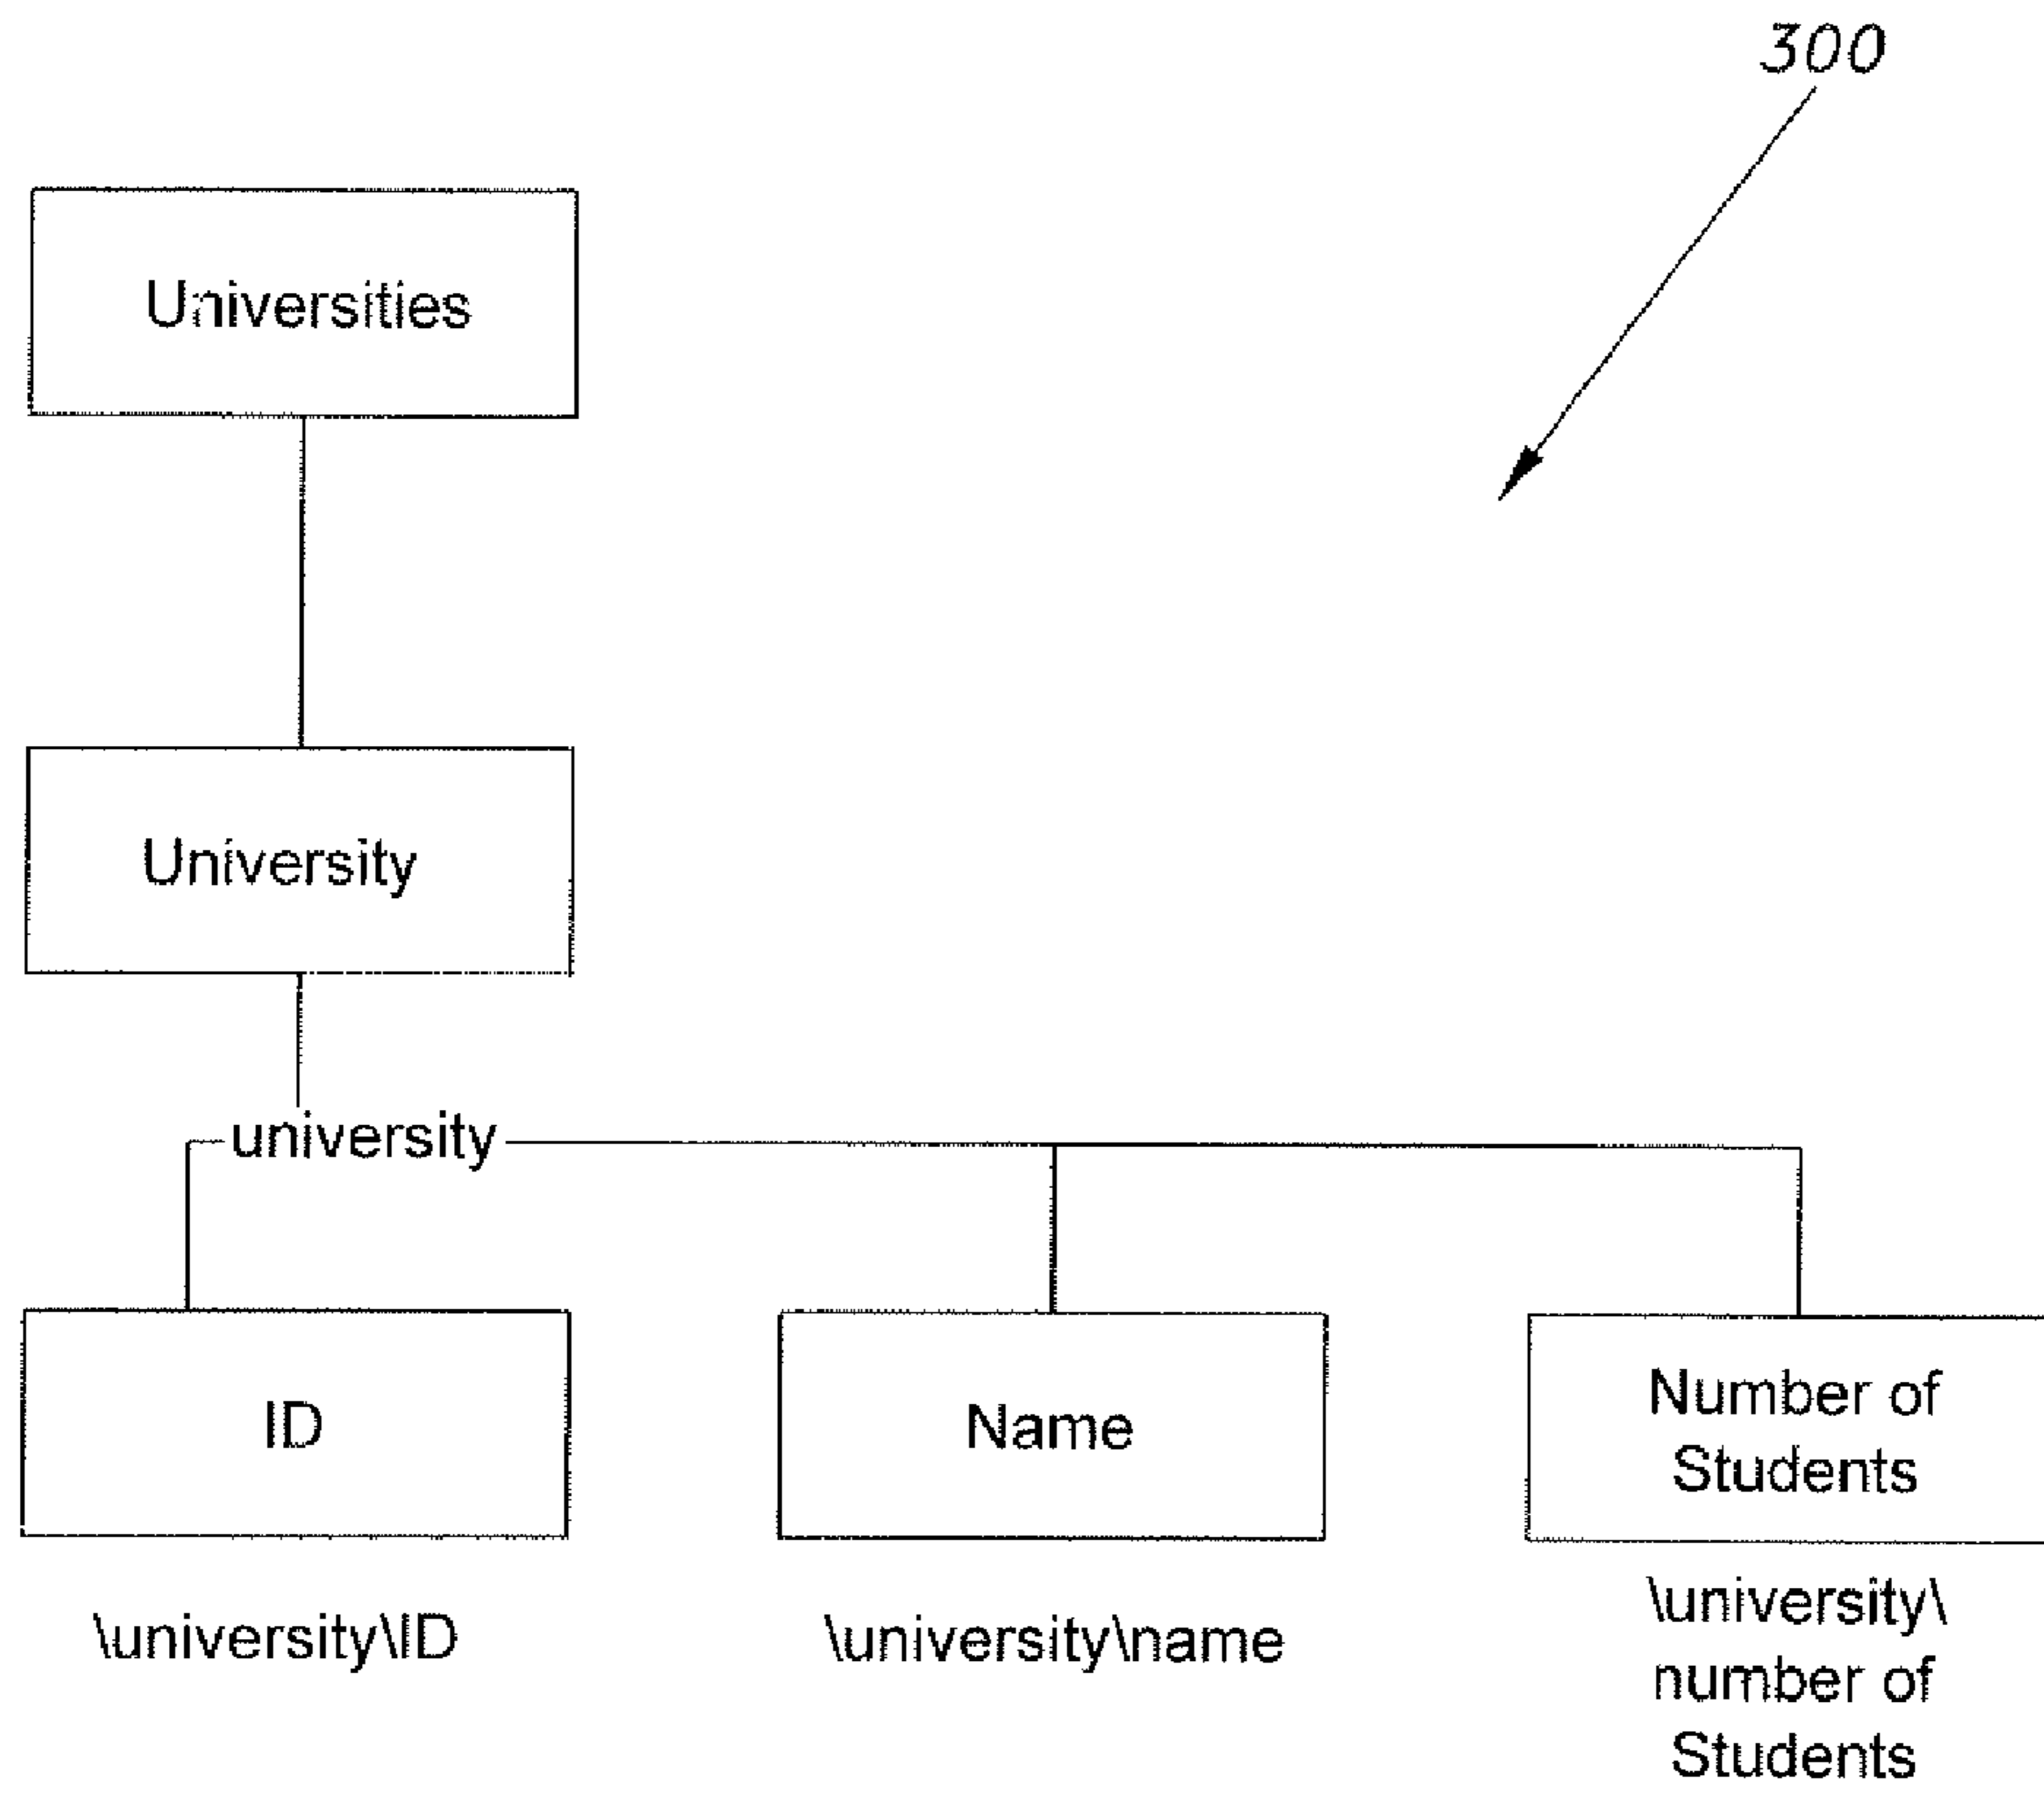 300
Universities
University
university
ID
Name
Number of
Students
\university\ID
\university\name
\university\
number of
Students